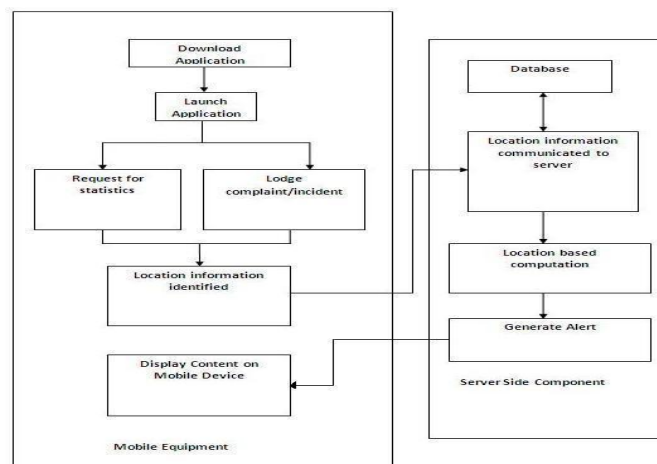 Download
Application
Launch
Application
Request for
statistics
Lodge
complaint/incident
Location information
identified
Display Content on
Mobile Device
Mobile Equipment
Database
Location information
communicated to
server
Location based
computation
Generate Alert
Server Side Component